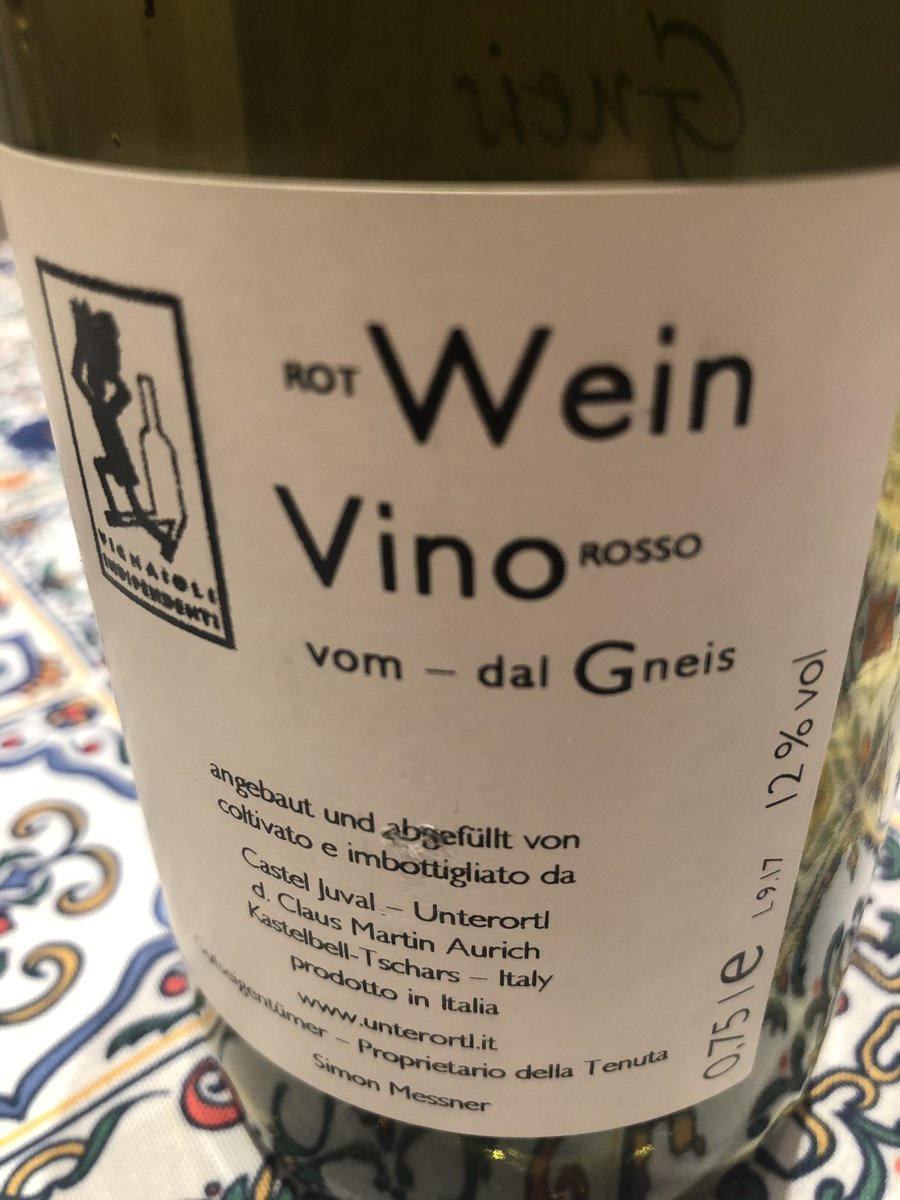 Gneis
VIGNAIOLI
INDIPENDENTI
ROT Wein
Vino ROSSO
vom – dal Gneis
angebaut und abgefüllt von
coltivato e imbottigliato da
Castel Juval – Unterortl
d. Claus Martin Aurich
Kastelbell-Tschars – Italy
prodotto in Italia
www.unterortl.it
Gutseigentümer – Proprietario della Tenuta
Simon Messner
0,75 l e L 9.17 12 % vol